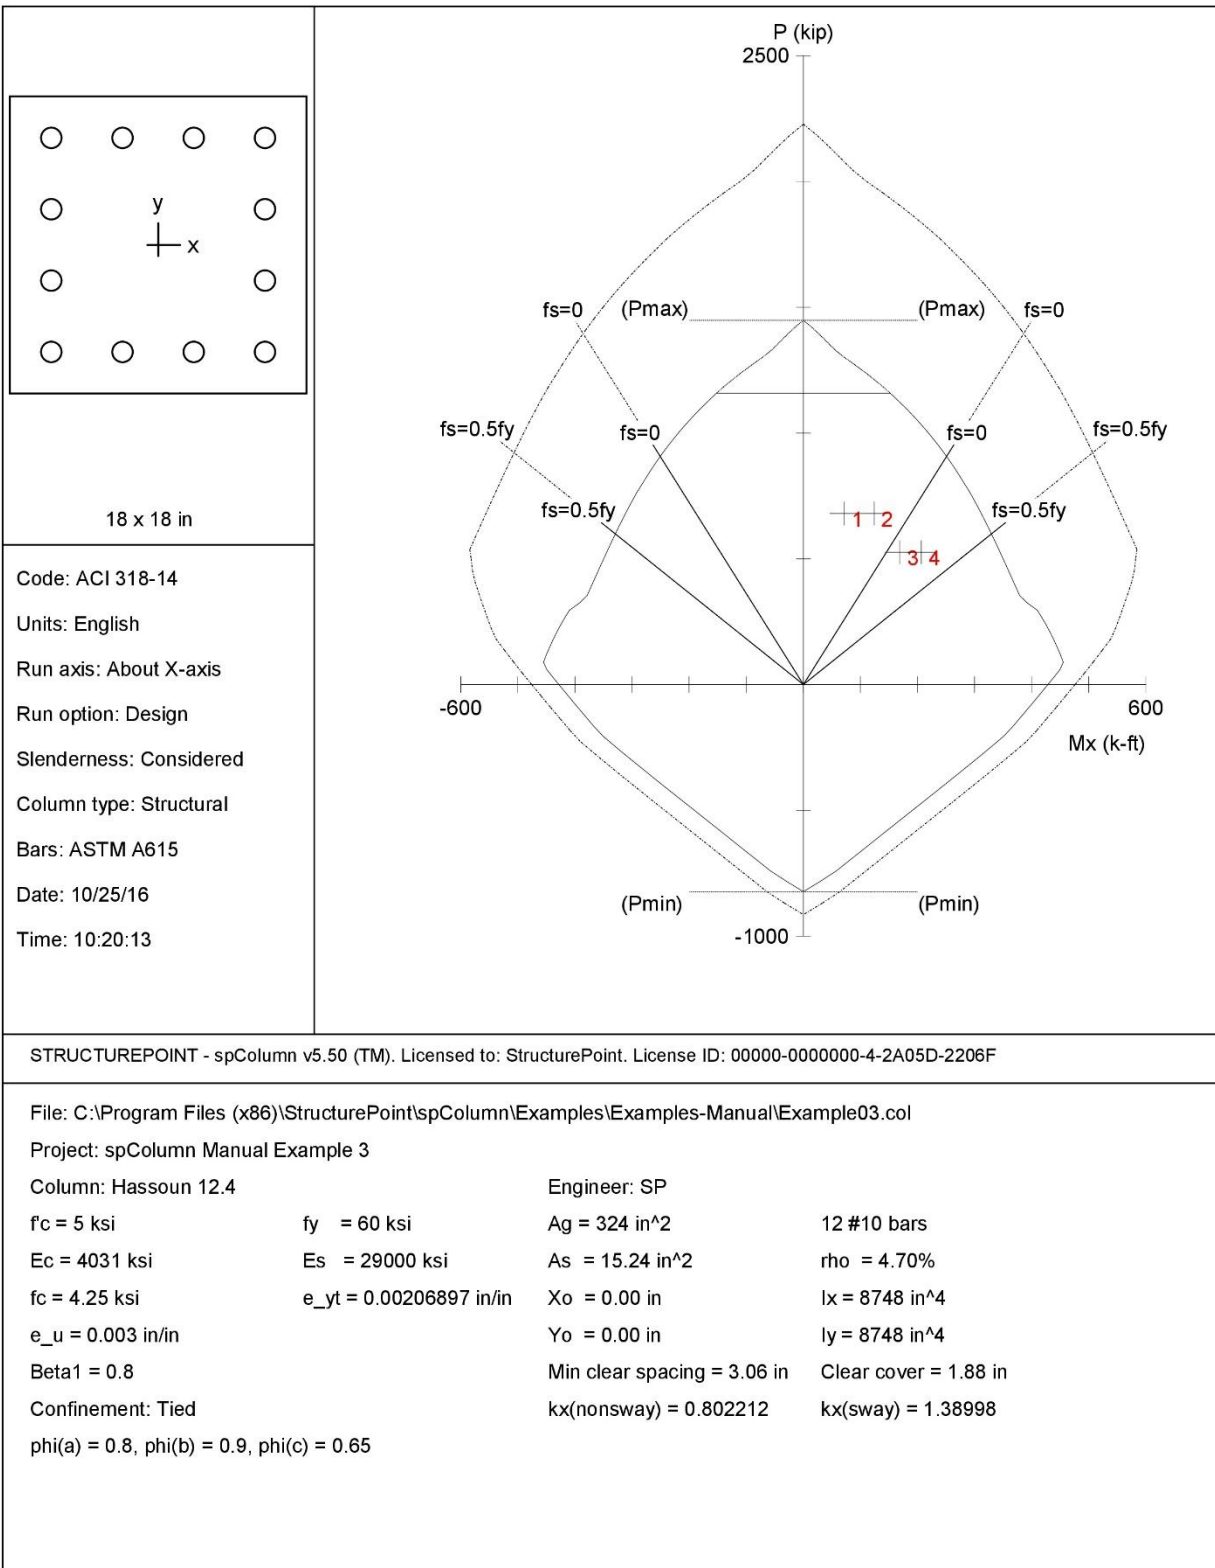 y
x
18 x 18 in
Code: ACI 318-14
Units: English
Run axis: About X-axis
Run option: Design
Slenderness: Considered
Column type: Structural
Bars: ASTM A615
Date: 10/25/16
Time: 10:20:13
P (kip)
2500
fs=0 (Pmax) (Pmax) fs=0
fs=0.5fy fs=0 fs=0 fs=0.5fy
fs=0.5fy 1 2 fs=0.5fy
3 4
-600 600
Mx (k-ft)
(Pmin) (Pmin)
-1000
STRUCTUREPOINT - spColumn v5.50 (TM). Licensed to: StructurePoint. License ID: 00000-0000000-4-2A05D-2206F
File: C:\Program Files (x86)\StructurePoint\spColumn\Examples\Examples-Manual\Example03.col
Project: spColumn Manual Example 3
Column: Hassoun 12.4 Engineer: SP
f'c = 5 ksi fy = 60 ksi Ag = 324 in^2 12 #10 bars
Ec = 4031 ksi Es = 29000 ksi As = 15.24 in^2 rho = 4.70%
fc = 4.25 ksi e_yt = 0.00206897 in/in Xo = 0.00 in Ix = 8748 in^4
e_u = 0.003 in/in Yo = 0.00 in Iy = 8748 in^4
Beta1 = 0.8 Min clear spacing = 3.06 in Clear cover = 1.88 in
Confinement: Tied kx(nonsway) = 0.802212 kx(sway) = 1.38998
phi(a) = 0.8, phi(b) = 0.9, phi(c) = 0.65